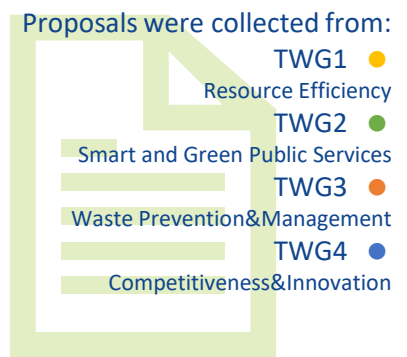 Proposals were collected from:
TWG1
Resource Efficiency
TWG2
Smart and Green Public Services
TWG3
Waste Prevention&Management
TWG4
Competitiveness&Innovation